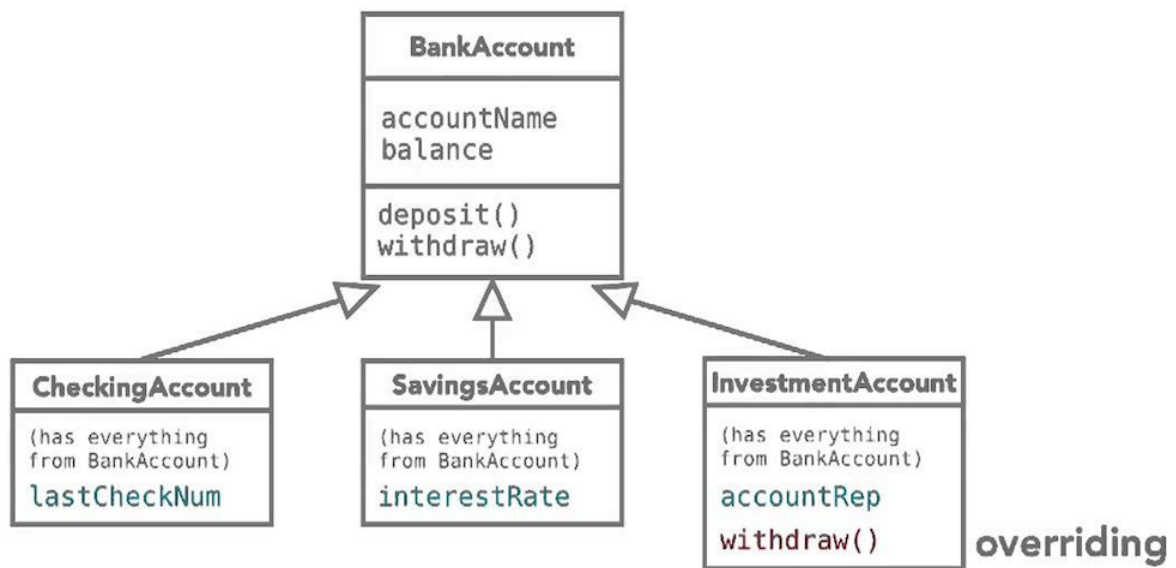 BankAccount
accountName
balance
deposit()
withdraw()
CheckingAccount
(has everything
from BankAccount)
lastCheckNum
SavingsAccount
(has everything
from BankAccount)
interestRate
InvestmentAccount
(has everything
from BankAccount)
accountRep
withdraw()
overriding